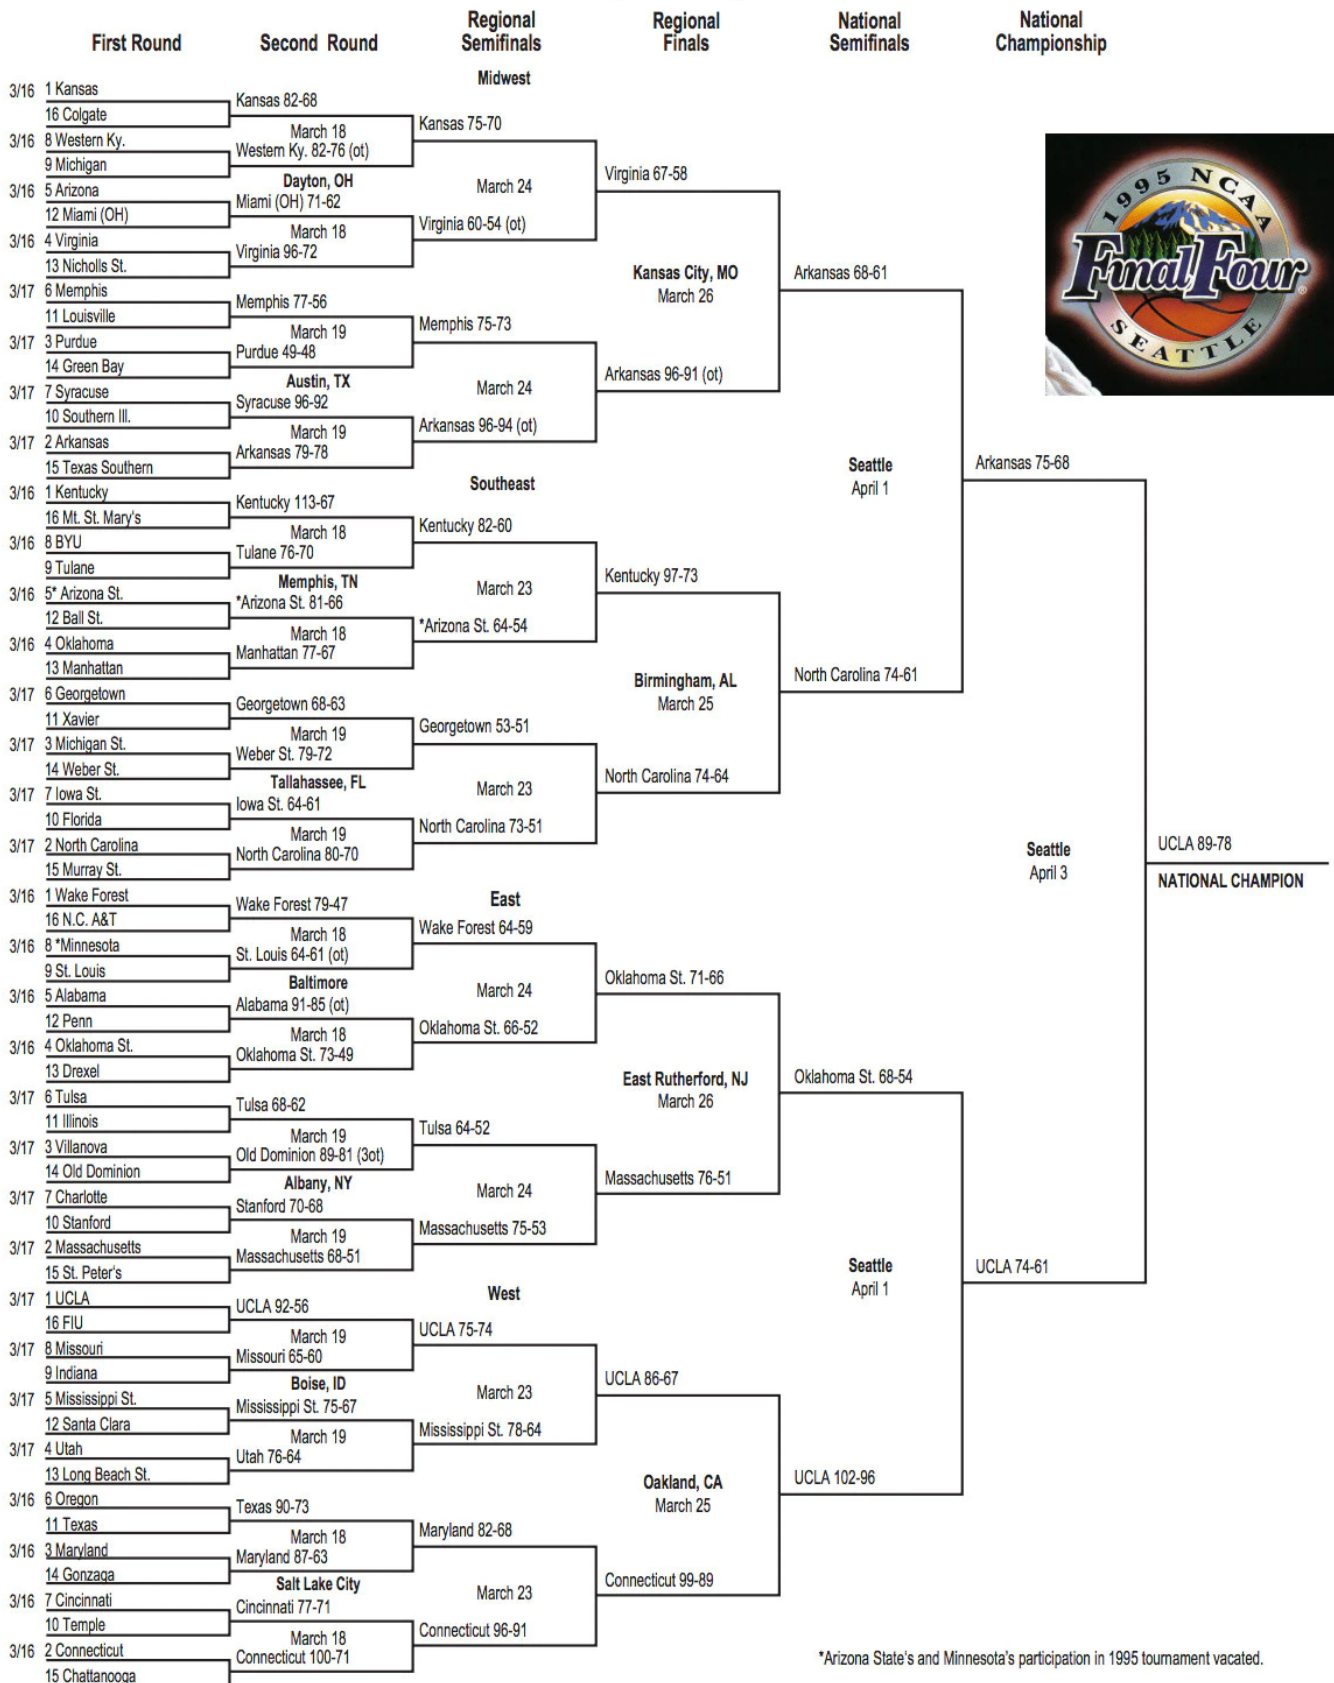 First Round
Second Round
Regional
Semifinals
Regional
Finals
National
Semifinals
National
Championship
Midwest
3/16 1 Kansas
16 Colgate
3/16 8 Western Ky.
9 Michigan
3/16 5 Arizona
12 Miami (OH)
3/16 4 Virginia
13 Nicholls St.
3/17 6 Memphis
11 Louisville
3/17 3 Purdue
14 Green Bay
3/17 7 Syracuse
10 Southern Ill.
3/17 2 Arkansas
15 Texas Southern
Kansas 82-68
March 18
Western Ky. 82-76 (ot)
Dayton, OH
Miami (OH) 71-62
March 18
Virginia 96-72
Memphis 77-56
March 19
Purdue 49-48
Austin, TX
Syracuse 96-92
March 19
Arkansas 79-78
Kansas 75-70
March 24
Virginia 60-54 (ot)
Memphis 75-73
March 24
Arkansas 96-94 (ot)
Virginia 67-58
Kansas City, MO
March 26
Arkansas 96-91 (ot)
Arkansas 68-61
Southeast
3/16 1 Kentucky
16 Mt. St. Mary's
3/16 8 BYU
9 Tulane
3/16 5* Arizona St.
12 Ball St.
3/16 4 Oklahoma
13 Manhattan
3/17 6 Georgetown
11 Xavier
3/17 3 Michigan St.
14 Weber St.
3/17 7 Iowa St.
10 Florida
3/17 2 North Carolina
15 Murray St.
Kentucky 113-67
March 18
Tulane 76-70
Memphis, TN
*Arizona St. 81-66
March 18
Manhattan 77-67
Georgetown 68-63
March 19
Weber St. 79-72
Tallahassee, FL
Iowa St. 64-61
March 19
North Carolina 80-70
Kentucky 82-60
March 23
*Arizona St. 64-54
Georgetown 53-51
March 23
North Carolina 73-51
Kentucky 97-73
Birmingham, AL
March 25
North Carolina 74-64
North Carolina 74-61
Seattle
April 1
Arkansas 75-68
East
3/16 1 Wake Forest
16 N.C. A&T
3/16 8 *Minnesota
9 St. Louis
3/16 5 Alabama
12 Penn
3/16 4 Oklahoma St.
13 Drexel
3/17 6 Tulsa
11 Illinois
3/17 3 Villanova
14 Old Dominion
3/17 7 Charlotte
10 Stanford
3/17 2 Massachusetts
15 St. Peter's
Wake Forest 79-47
March 18
St. Louis 64-61 (ot)
Baltimore
Alabama 91-85 (ot)
March 18
Oklahoma St. 73-49
Tulsa 68-62
March 19
Old Dominion 89-81 (3ot)
Albany, NY
Stanford 70-68
March 19
Massachusetts 68-51
Wake Forest 64-59
March 24
Oklahoma St. 66-52
Tulsa 64-52
March 24
Massachusetts 75-53
Oklahoma St. 71-66
East Rutherford, NJ
March 26
Massachusetts 76-51
Oklahoma St. 68-54
West
3/17 1 UCLA
16 FIU
3/17 8 Missouri
9 Indiana
3/17 5 Mississippi St.
12 Santa Clara
3/17 4 Utah
13 Long Beach St.
3/16 6 Oregon
11 Texas
3/16 3 Maryland
14 Gonzaga
3/16 7 Cincinnati
10 Temple
3/16 2 Connecticut
15 Chattanooga
UCLA 92-56
March 19
Missouri 65-60
Boise, ID
Mississippi St. 75-67
March 19
Utah 76-64
Texas 90-73
March 18
Maryland 87-63
Salt Lake City
Cincinnati 77-71
March 18
Connecticut 100-71
UCLA 75-74
March 23
Mississippi St. 78-64
Maryland 82-68
March 23
Connecticut 96-91
UCLA 86-67
Oakland, CA
March 25
Connecticut 99-89
UCLA 102-96
Seattle
April 1
UCLA 74-61
Seattle
April 3
UCLA 89-78
NATIONAL CHAMPION
1995 NCAA
Final Four
®
SEATTLE
*Arizona State's and Minnesota's participation in 1995 tournament vacated.